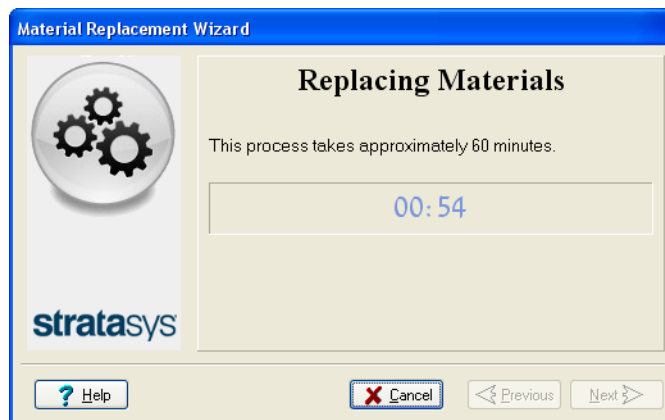 Material Replacement Wizard
Replacing Materials
This process takes approximately 60 minutes.
00:54
stratasys
Help
Cancel
Previous
Next